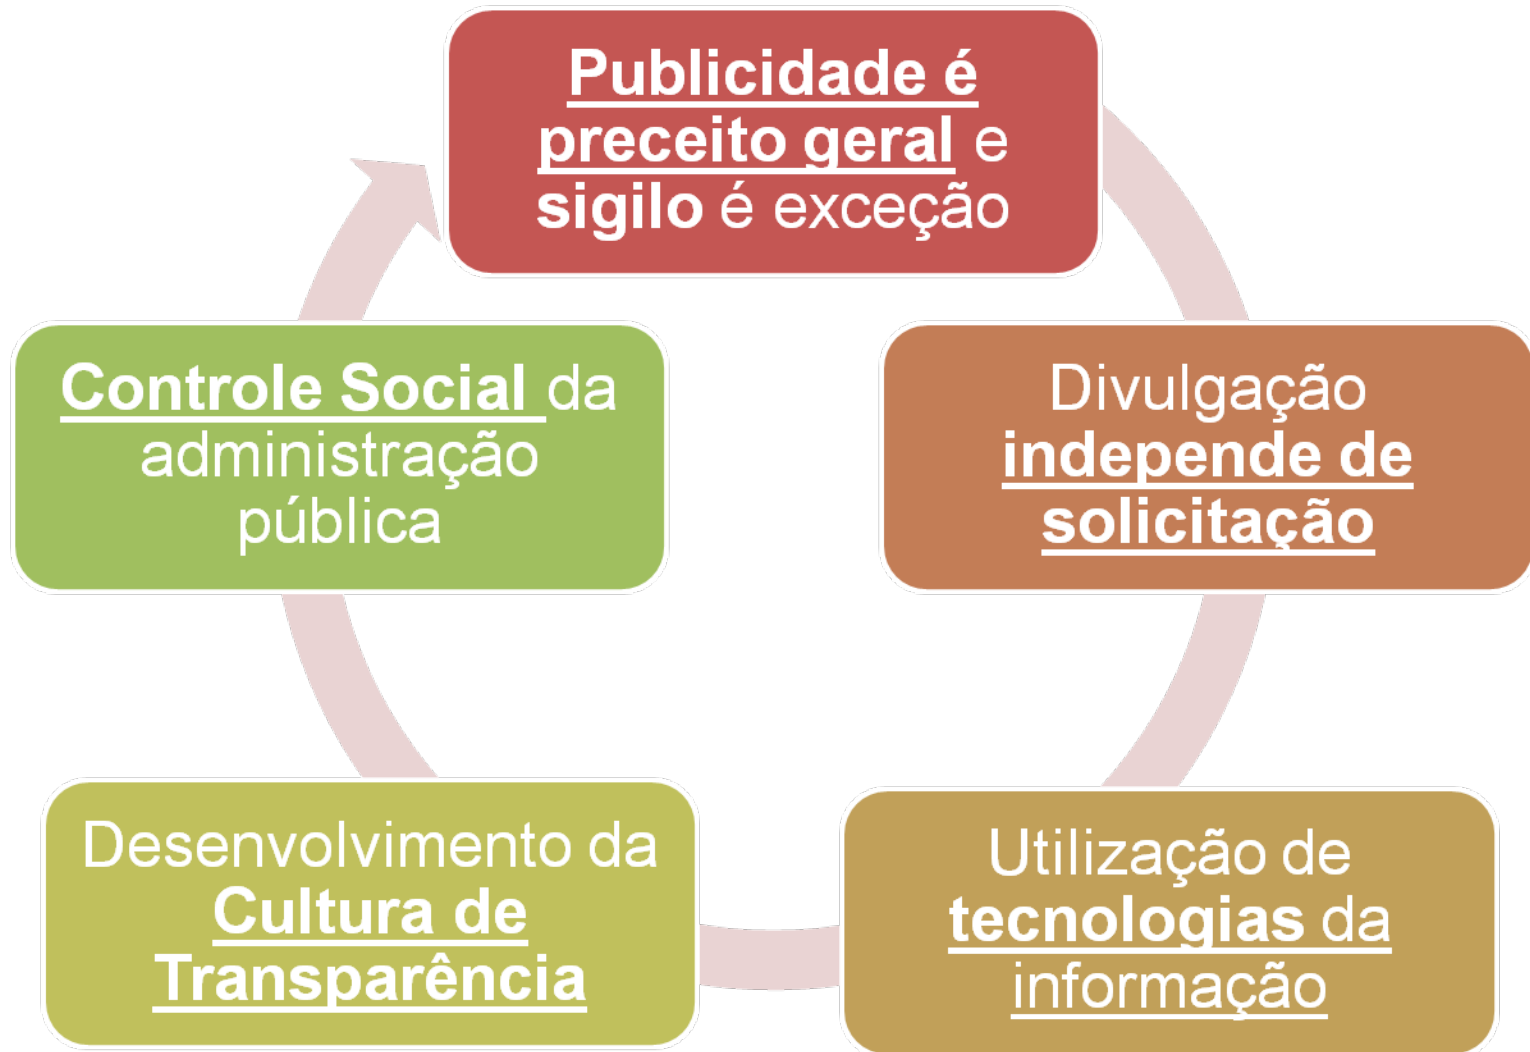 Publicidade é
preceito geral e
sigilo é exceção
Divulgação
independe de
solicitação
Utilização de
tecnologias da
informação
Desenvolvimento da
Cultura de
Transparência
Controle Social da
administração
pública